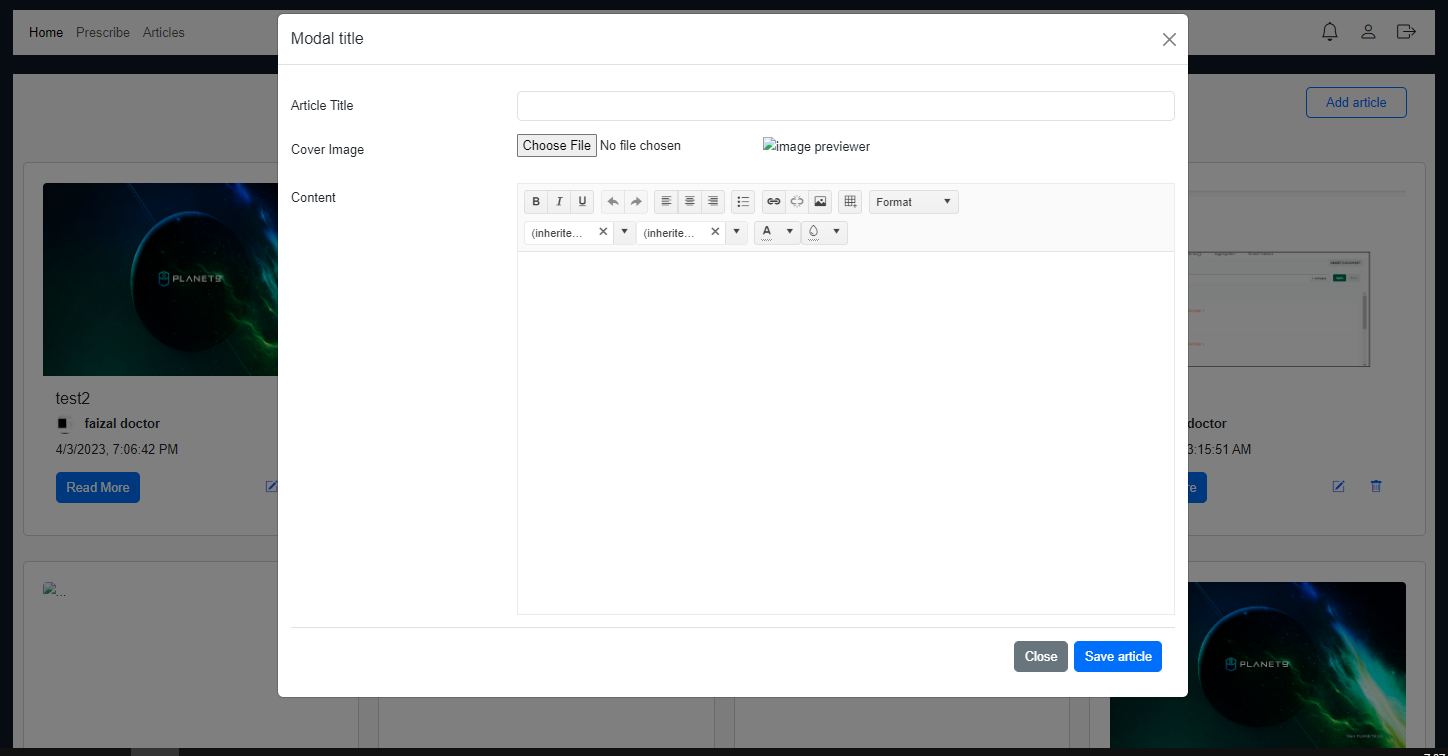 Home Prescribe Articles
Modal title
Add article
Article Title
Cover Image
Choose File No file chosen
image previewer
Content
B I U
Format
(inherite...
(inherite...
A
PLANET9
test2
faizal doctor
4/3/2023, 7:06:42 PM
Read More
doctor
3:15:51 AM
re
...
PLANET9
Close
Save article